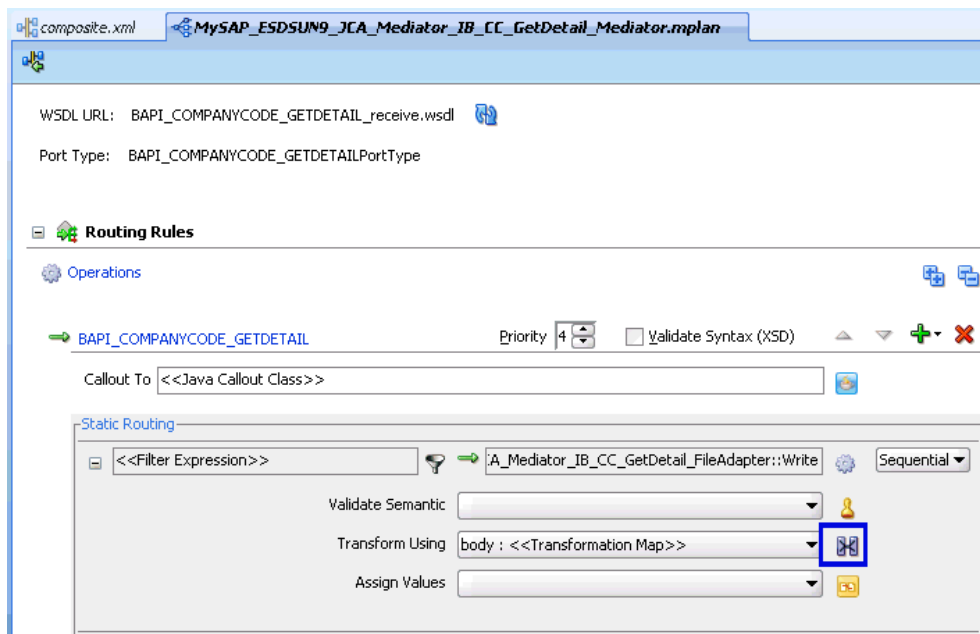 composite.xml MySAP_ESDSUN9_JCA_Mediator_IB_CC_GetDetail_Mediator.mplan
WSDL URL: BAPI_COMPANYCODE_GETDETAIL_receive.wsdl
Port Type: BAPI_COMPANYCODE_GETDETAILPortType
Routing Rules
Operations
BAPI_COMPANYCODE_GETDETAIL Priority 4 Validate Syntax (XSD)
Callout To <<Java Callout Class>>
Static Routing
<<Filter Expression>> :A_Mediator_IB_CC_GetDetail_FileAdapter::Write Sequential
Validate Semantic
Transform Using body : <<Transformation Map>>
Assign Values